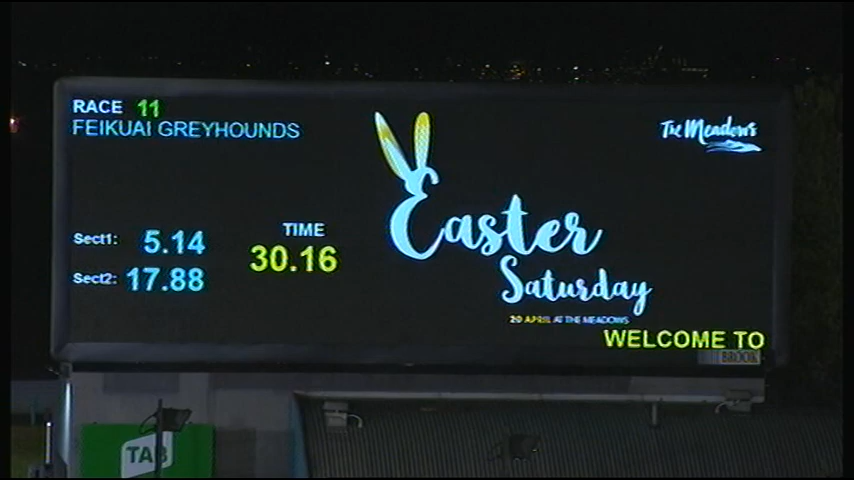 RACE 11
FEIKUAI GREYHOUNDS
The Meadows
Sect1: 5.14
Sect2: 17.88
TIME
30.16
Easter
Saturday
20 APRIL AT THE MEADOWS
WELCOME TO
BROOK
TAB